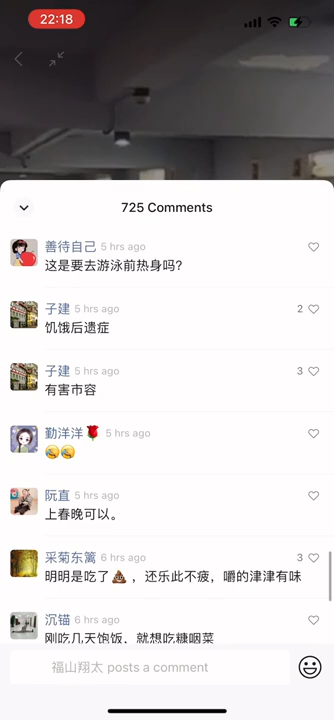 22:18
725 Comments
善待自己 5 hrs ago
这是要去游泳前热身吗?
子建 5 hrs ago 2
饥饿后遗症
子建 5 hrs ago 3
有害市容
勤洋洋🌹 5 hrs ago
阮直 5 hrs ago
上春晚可以。
采菊东篱 6 hrs ago 3
明明是吃了💩，还乐此不疲，嚼的津津有味
沉锚 6 hrs ago
刚吃几天饱饭，就想吃糠咽菜
福山翔太 posts a comment